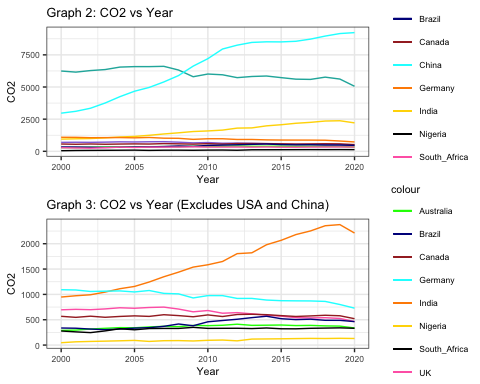 Graph 2: CO2 vs Year
7500
5000
2500
0
CO2
2000
2005
2010
2015
2020
Year
Brazil
Canada
China
Germany
India
Nigeria
South_Africa
Graph 3: CO2 vs Year (Excludes USA and China)
2000
1500
1000
500
0
CO2
2000
2005
2010
2015
2020
Year
colour
Australia
Brazil
Canada
Germany
India
Nigeria
South_Africa
UK